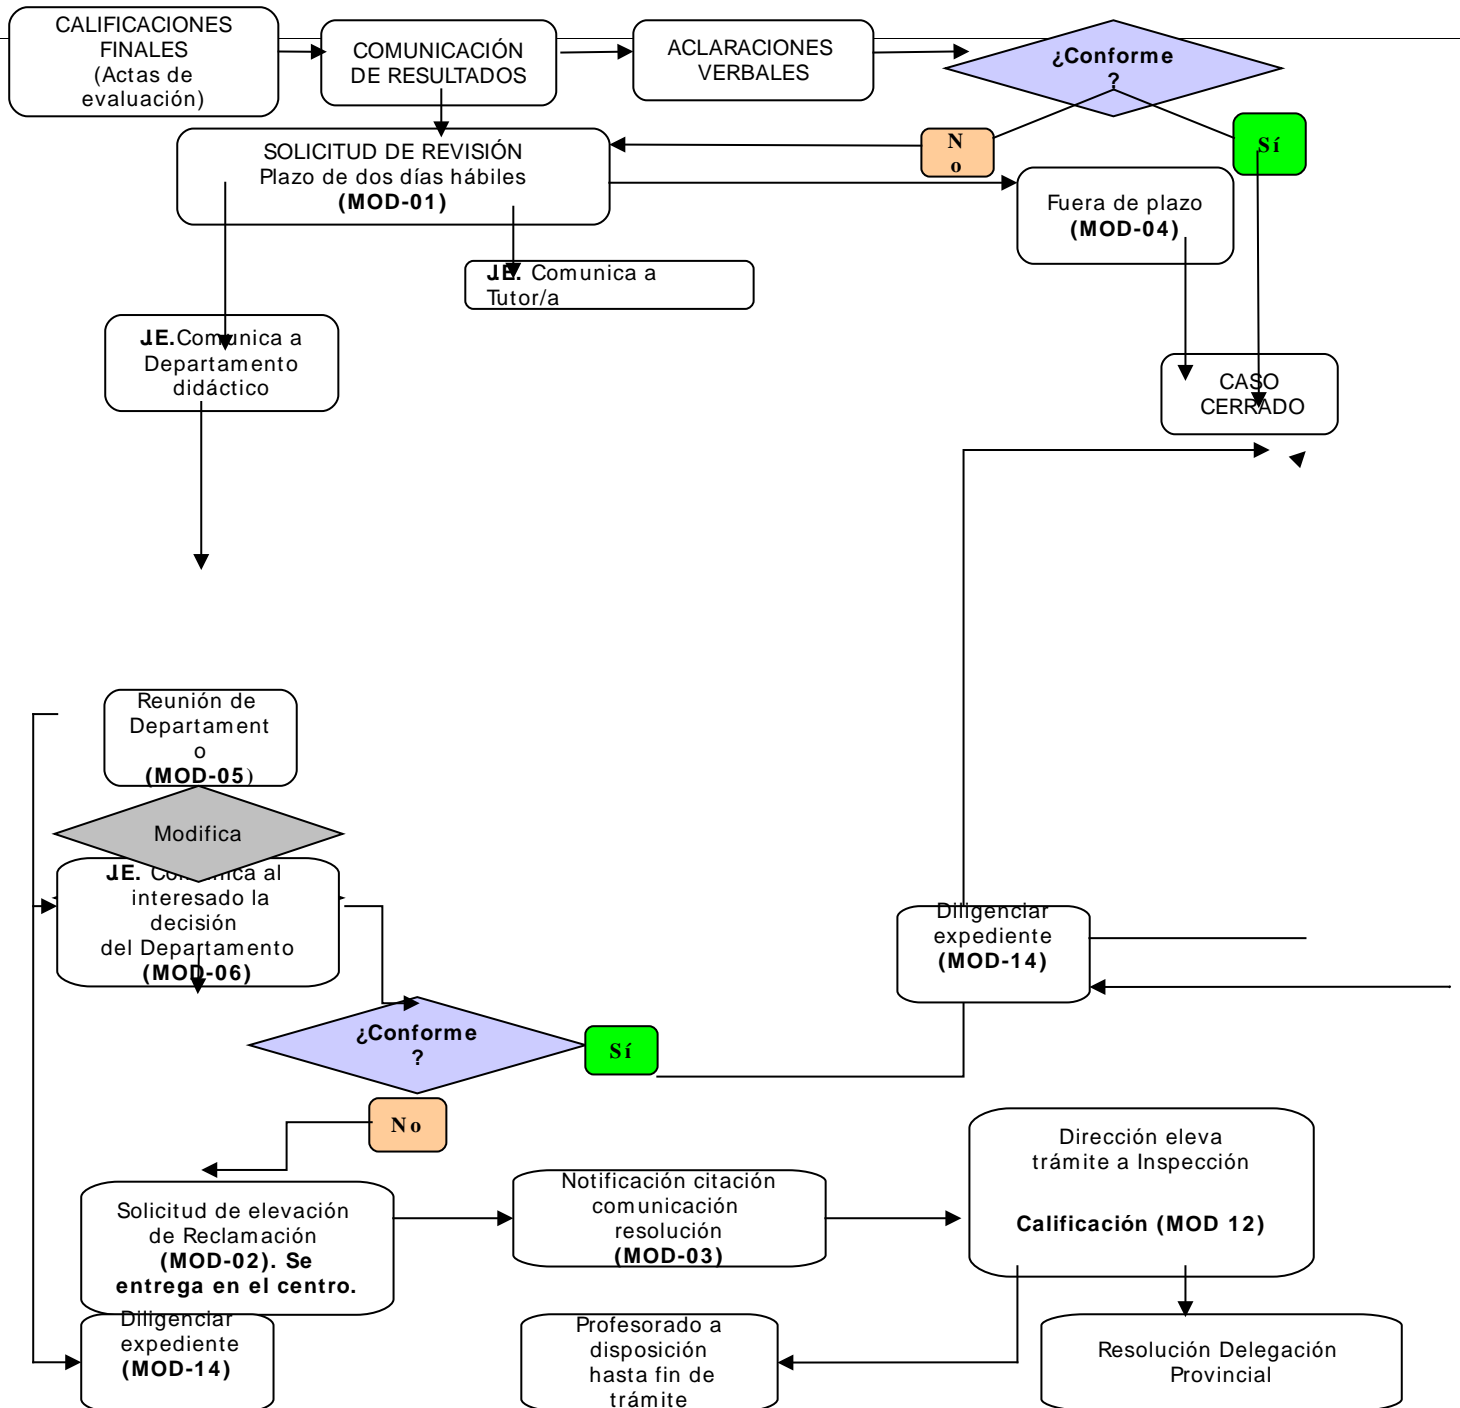 CALIFICACIONES
FINALES
(Actas de
evaluación)
COMUNICACIÓN
DE RESULTADOS
ACLARACIONES
VERBALES
¿Conforme
?
N
o
Sí
SOLICITUD DE REVISIÓN
Plazo de dos días hábiles
(MOD-01)
Fuera de plazo
(MOD-04)
J.E. Comunica a
Tutor/a
J.E.Comunica a
Departamento
didáctico
CASO
CERRADO
Reunión de
Departament
o
(MOD-05)
Modifica
J.E. Comunica al
interesado la
decisión
del Departamento
(MOD-06)
Diligenciar
expediente
(MOD-14)
¿Conforme
?
Sí
No
Solicitud de elevación
de Reclamación
(MOD-02). Se
entrega en el centro.
Notificación citación
comunicación
resolución
(MOD-03)
Dirección eleva
trámite a Inspección
Calificación (MOD 12)
Diligenciar
expediente
(MOD-14)
Profesorado a
disposición
hasta fin de
trámite
Resolución Delegación
Provincial